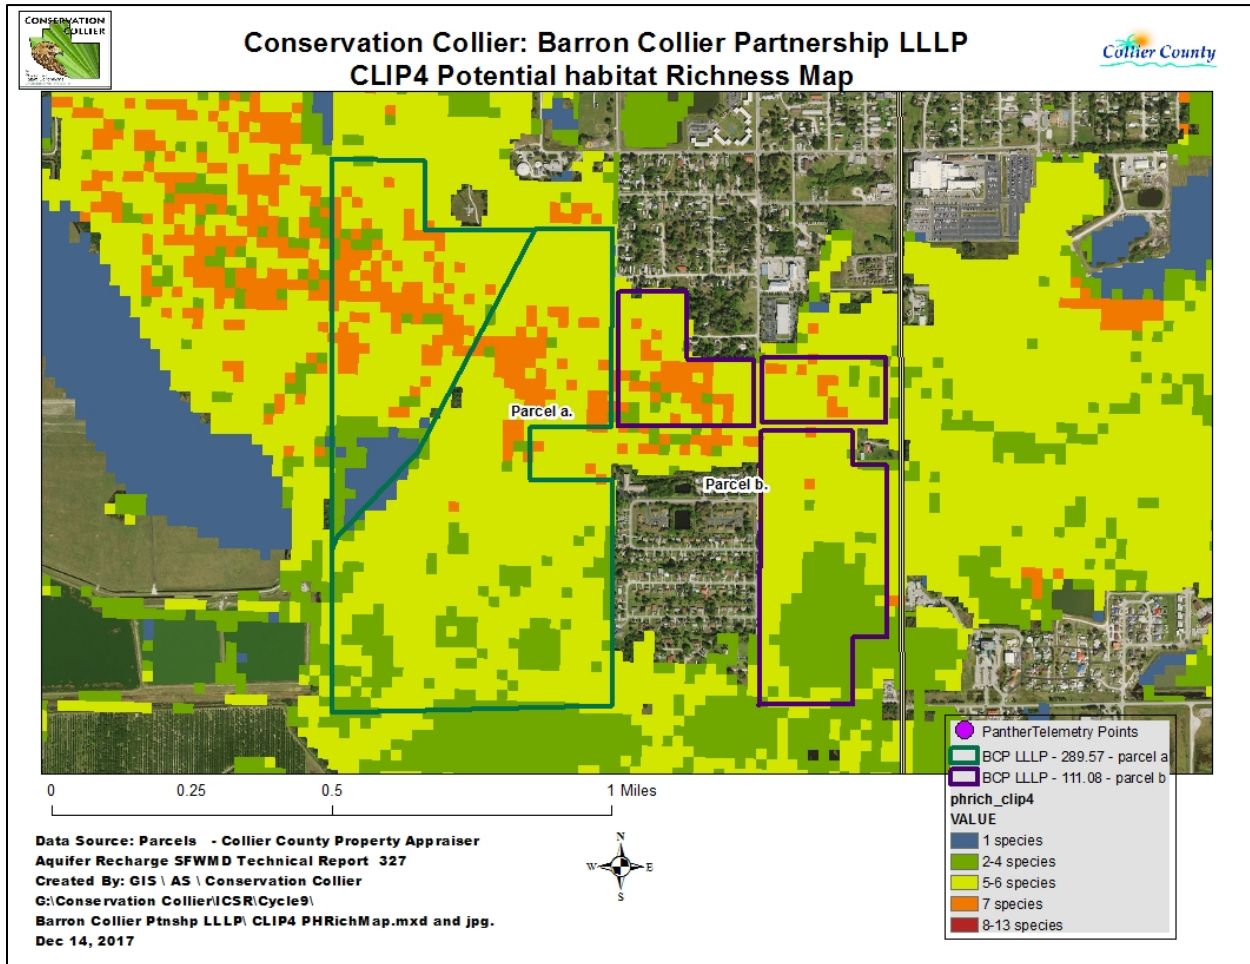 CONSERVATION
COLLIER
Collier County
Conservation Collier: Barron Collier Partnership LLLP
CLIP4 Potential habitat Richness Map
Parcel a.
Parcel b.
PantherTelemetry Points
BCP LLLP - 289.57 - parcel a
BCP LLLP - 111.08 - parcel b
phrich_clip4
VALUE
1 species
2-4 species
5-6 species
7 species
8-13 species
0 0.25 0.5 1 Miles
Data Source: Parcels - Collier County Property Appraiser
Aquifer Recharge SFWMD Technical Report 327
Created By: GIS \ AS \ Conservation Collier
G:\Conservation Collier\ICSR\Cycle9\
Barron Collier Ptnshp LLLP\ CLIP4 PHRichMap.mxd and jpg.
Dec 14, 2017
N
W E
S